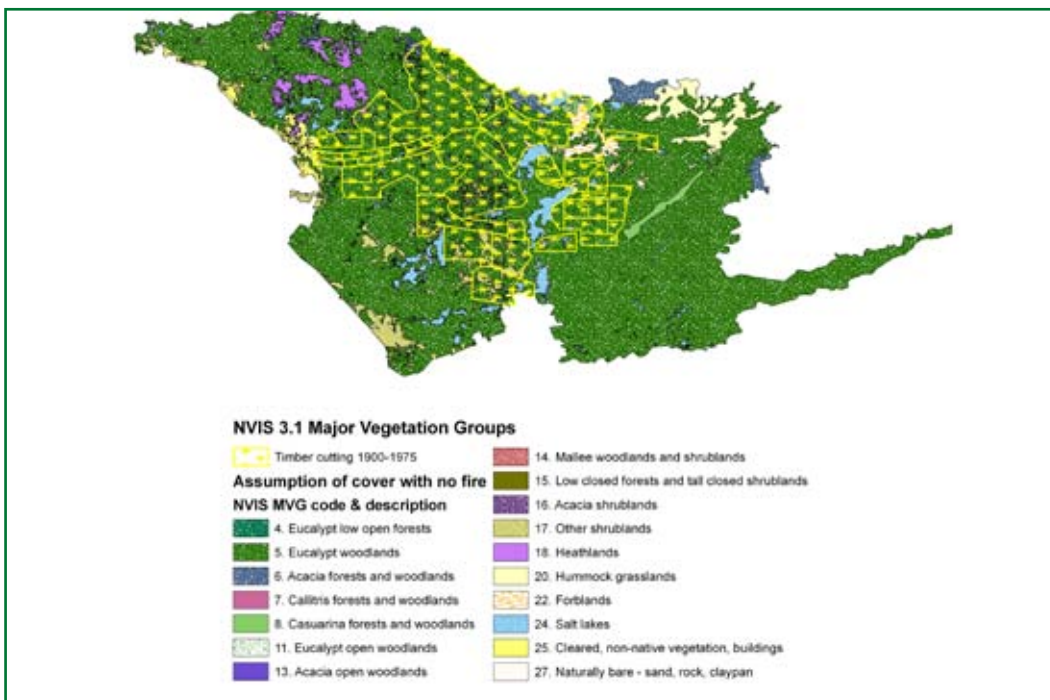 NVIS 3.1 Major Vegetation Groups
Timber cutting 1900-1975
Assumption of cover with no fire
NVIS MVG code & description
4. Eucalypt low open forests
5. Eucalypt woodlands
6. Acacia forests and woodlands
7. Callitris forests and woodlands
8. Casuarina forests and woodlands
11. Eucalypt open woodlands
13. Acacia open woodlands
14. Mallee woodlands and shrublands
15. Low closed forests and tall closed shrublands
16. Acacia shrublands
17. Other shrublands
18. Heathlands
20. Hummock grasslands
22. Forblands
24. Salt lakes
25. Cleared, non-native vegetation, buildings
27. Naturally bare - sand, rock, claypan